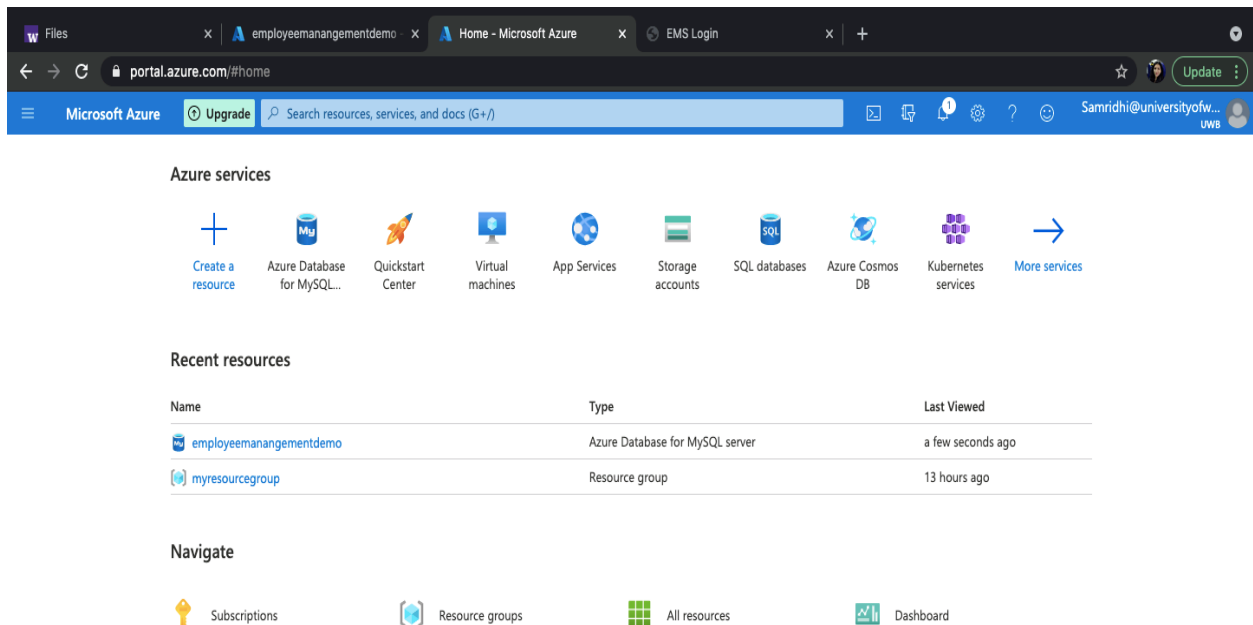 W Files employeemanangementdemo - Home - Microsoft Azure EMS Login
portal.azure.com/#home Update
Microsoft Azure Upgrade Search resources, services, and docs (G+/) 1 Samridhi@universityofw...
UWB
Azure services
Create a resource
Azure Database for MySQL...
Quickstart Center
Virtual machines
App Services
Storage accounts
SQL databases
Azure Cosmos DB
Kubernetes services
More services
My
SQL
Recent resources
Name Type Last Viewed
My employeemanangementdemo Azure Database for MySQL server a few seconds ago
myresourcegroup Resource group 13 hours ago
Navigate
Subscriptions Resource groups All resources Dashboard